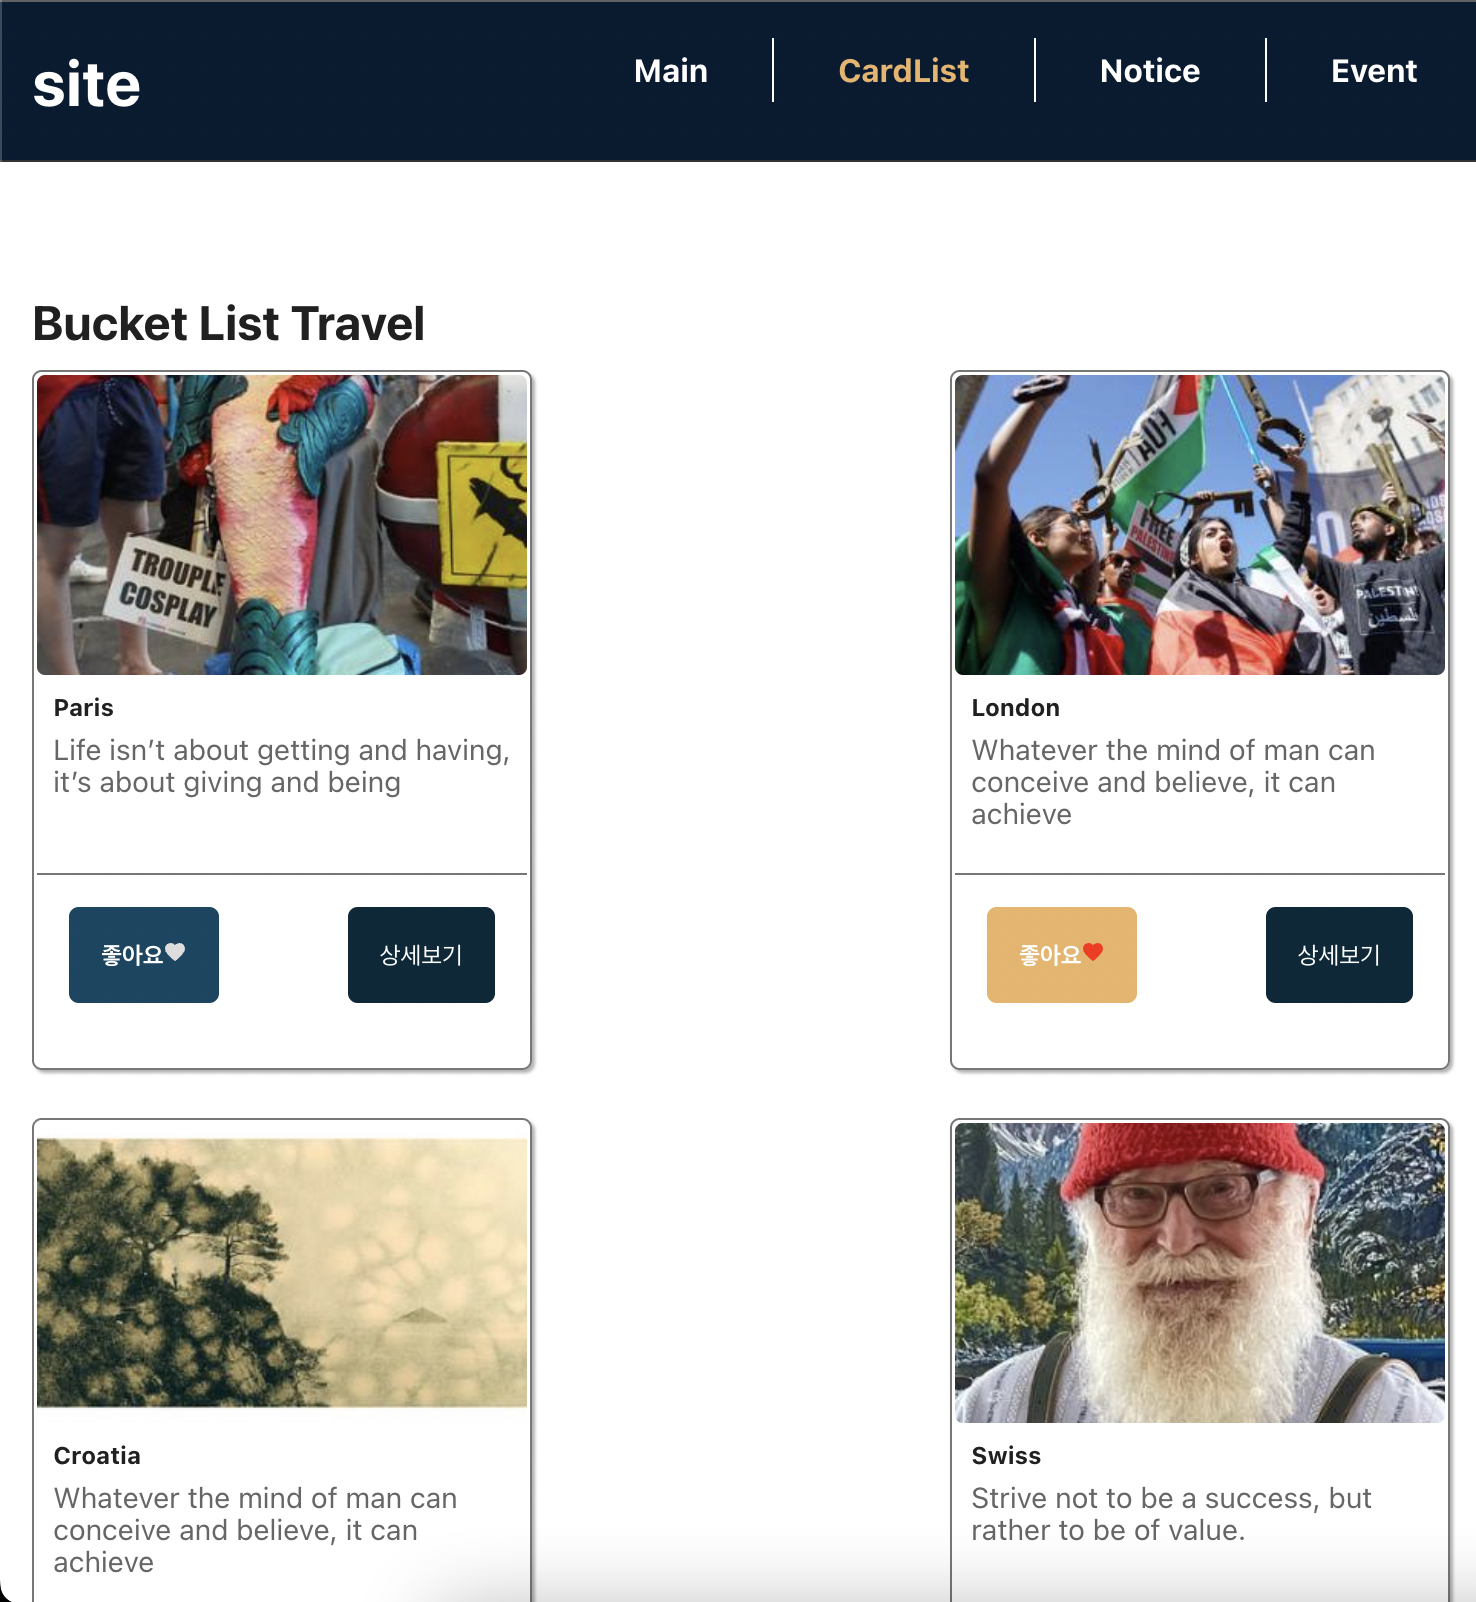 site
Main
CardList
Notice
Event
Bucket List Travel
TROUPLE
COSPLAY
FREE
PALESTINE
Paris
Life isn’t about getting and having,
it’s about giving and being
좋아요
상세보기
London
Whatever the mind of man can
conceive and believe, it can
achieve
좋아요
상세보기
Croatia
Whatever the mind of man can
conceive and believe, it can
achieve
Swiss
Strive not to be a success, but
rather to be of value.